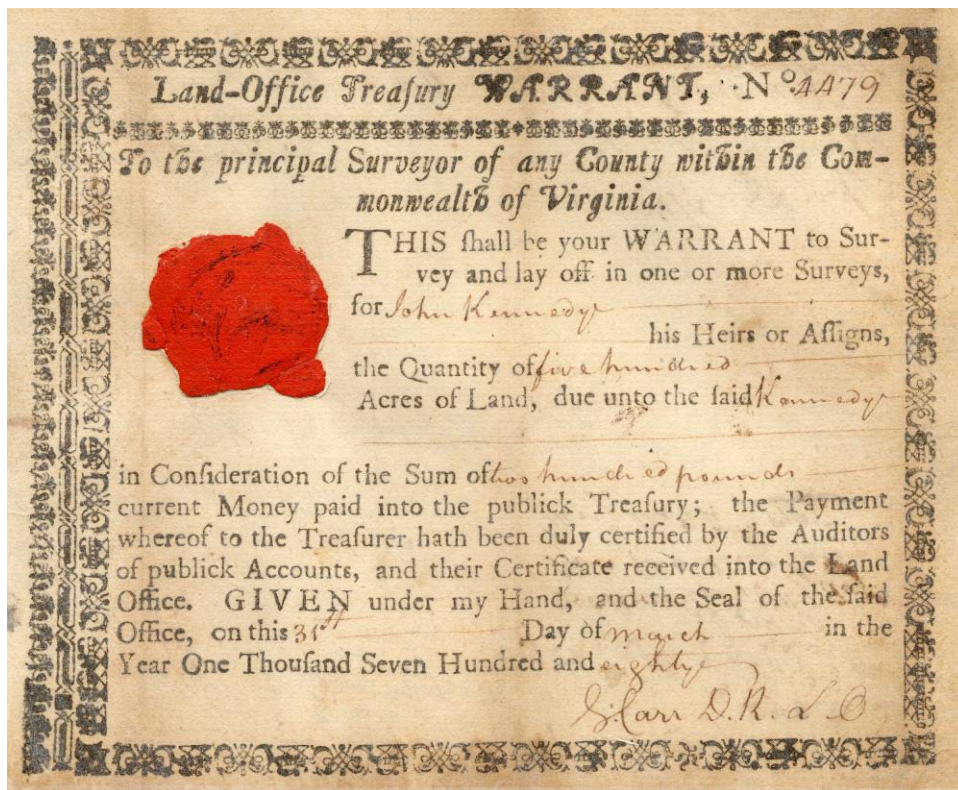 Land-Office Treaſury WARRANT, Nº 4479
To the principal Surveyor of any County within the Com-
monwealth of Virginia.
THIS ſhall be your WARRANT to Sur-
vey and lay off in one or more Surveys,
for John Kennedy
his Heirs or Aſſigns,
the Quantity of five hundred
Acres of Land, due unto the ſaid Kennedy
in Conſideration of the Sum of two hundred pounds
current Money paid into the publick Treaſury; the Payment
whereof to the Treaſurer hath been duly certified by the Auditors
of publick Accounts, and their Certificate received into the Land
Office. GIVEN under my Hand, and the Seal of the ſaid
Office, on this 31st Day of march in the
Year One Thouſand Seven Hundred and eighty
Carr D. R. L O